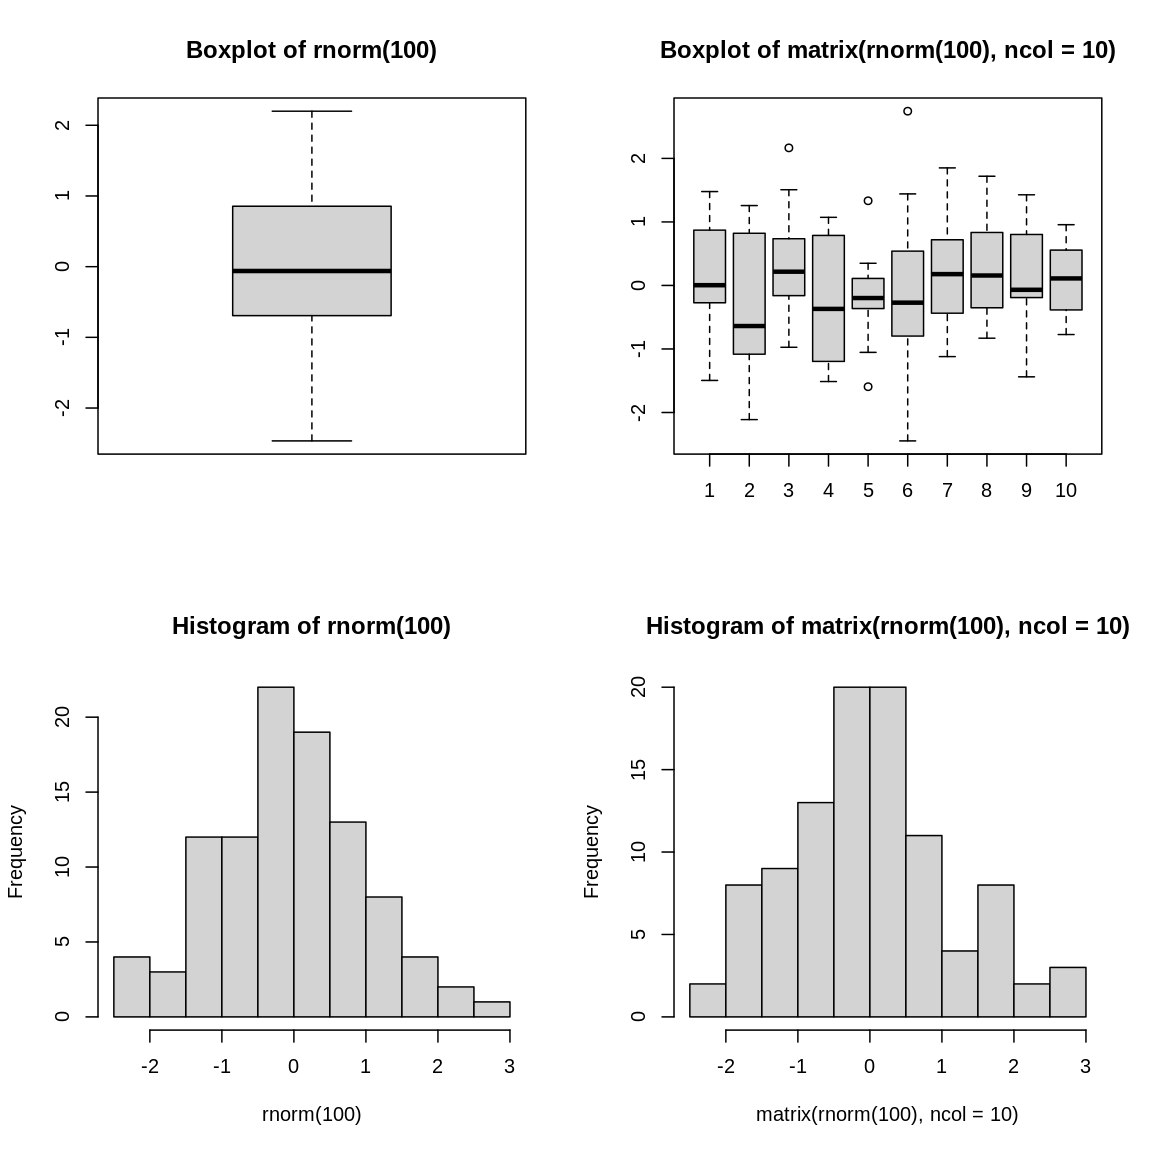 Boxplot of rnorm(100)
2
1
0
-1
-2
Boxplot of matrix(rnorm(100), ncol = 10)
2
1
0
-1
-2
1 2 3 4 5 6 7 8 9 10
Histogram of rnorm(100)
Frequency
20
15
10
5
0
-2 -1 0 1 2 3
rnorm(100)
Histogram of matrix(rnorm(100), ncol = 10)
Frequency
20
15
10
5
0
-2 -1 0 1 2 3
matrix(rnorm(100), ncol = 10)